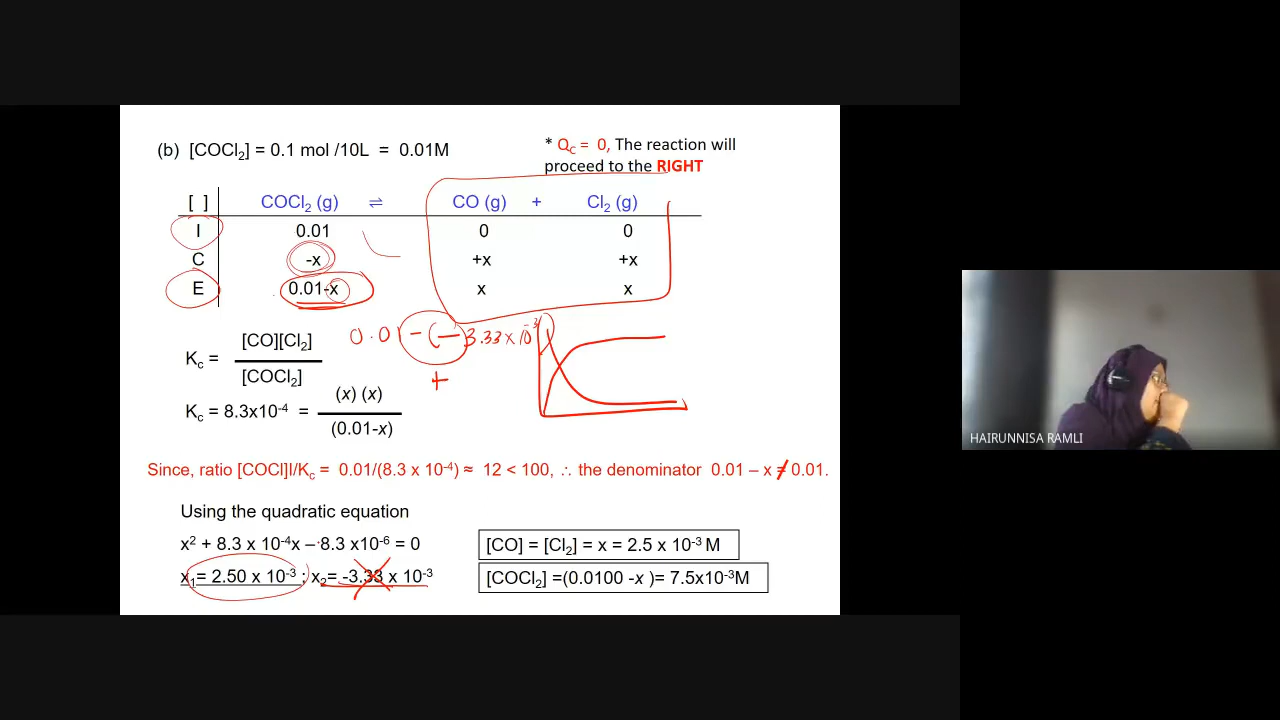 (b) [COCl₂] = 0.1 mol /10L = 0.01M
* Q_C = 0, The reaction will
proceed to the RIGHT
[ ] COCl₂ (g) ⇌ CO (g) + Cl₂ (g)
I 0.01 0 0
C -x +x +x
E 0.01-x x x
0.01 - (-3.33 x 10⁻³)
+
K_c = [CO][Cl₂]
[COCl₂]
K_c = 8.3x10⁻⁴ = (x) (x)
(0.01-x)
Since, ratio [COCl]I/K_c = 0.01/(8.3 x 10⁻⁴) ≈ 12 < 100, ∴ the denominator 0.01 – x ≠ 0.01.
Using the quadratic equation
x² + 8.3 x 10⁻⁴x – 8.3 x10⁻⁶ = 0
x₁= 2.50 x 10⁻³ ; x₂= -3.33 x 10⁻³
[CO] = [Cl₂] = x = 2.5 x 10⁻³ M
[COCl₂] =(0.0100 -x )= 7.5x10⁻³M
HAIRUNNISA RAMLI